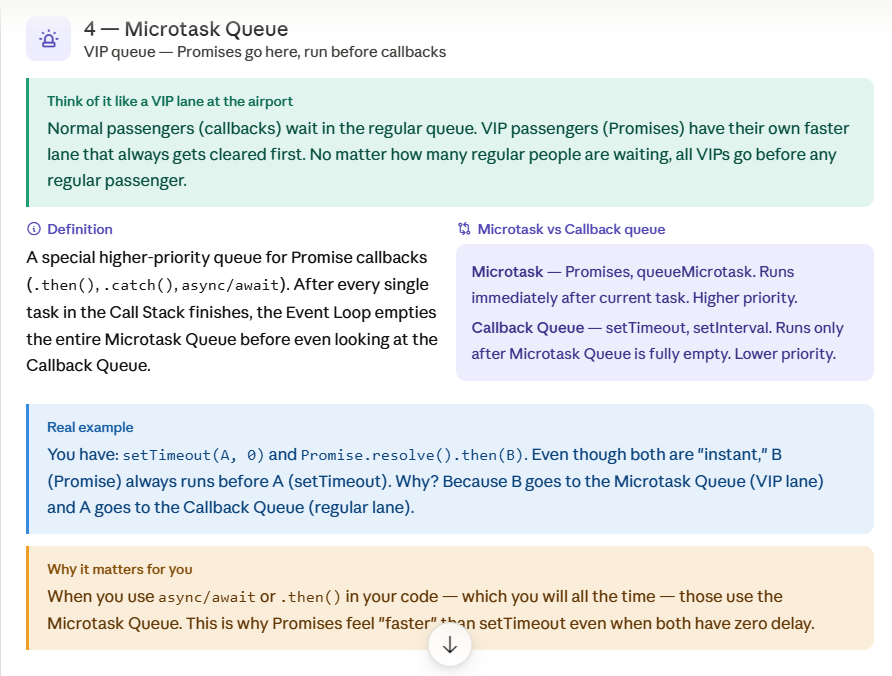 4 — Microtask Queue
VIP queue — Promises go here, run before callbacks
Think of it like a VIP lane at the airport
Normal passengers (callbacks) wait in the regular queue. VIP passengers (Promises) have their own faster
lane that always gets cleared first. No matter how many regular people are waiting, all VIPs go before any
regular passenger.
Definition
A special higher-priority queue for Promise callbacks
(.then(), .catch(), async/await). After every single
task in the Call Stack finishes, the Event Loop empties
the entire Microtask Queue before even looking at the
Callback Queue.
Microtask vs Callback queue
Microtask — Promises, queueMicrotask. Runs
immediately after current task. Higher priority.
Callback Queue — setTimeout, setInterval. Runs only
after Microtask Queue is fully empty. Lower priority.
Real example
You have: setTimeout(A, 0) and Promise.resolve().then(B). Even though both are "instant," B
(Promise) always runs before A (setTimeout). Why? Because B goes to the Microtask Queue (VIP lane)
and A goes to the Callback Queue (regular lane).
Why it matters for you
When you use async/await or .then() in your code — which you will all the time — those use the
Microtask Queue. This is why Promises feel "faster" than setTimeout even when both have zero delay.